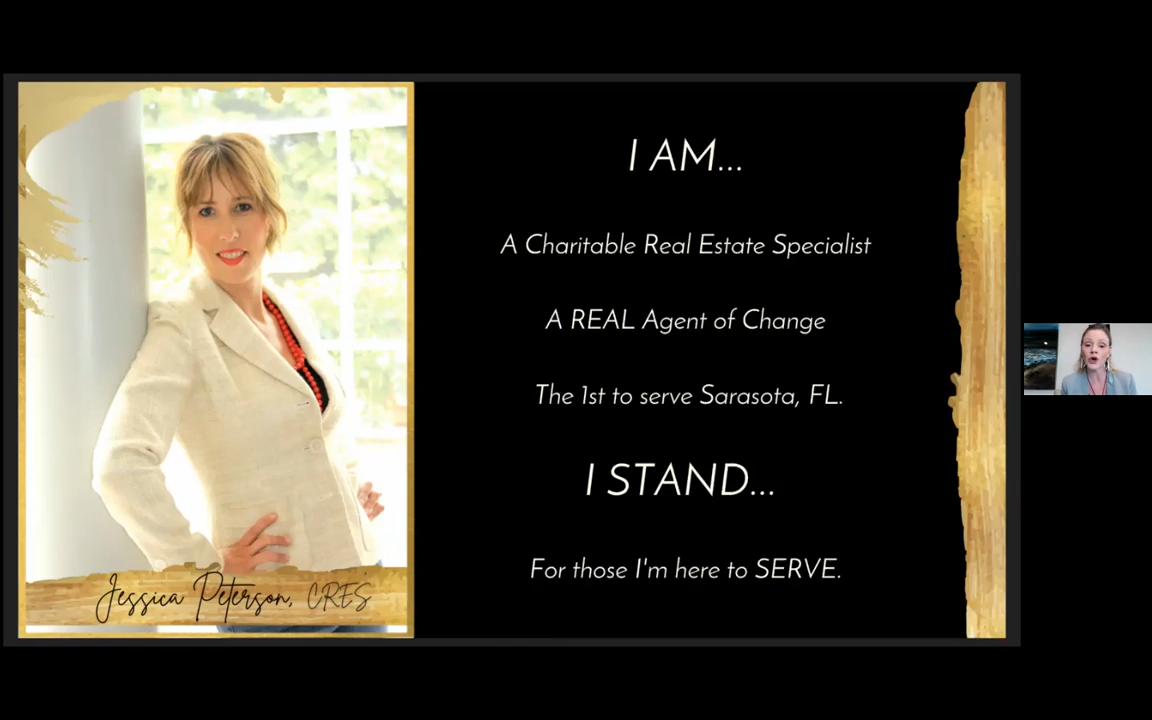 I AM...
A Charitable Real Estate Specialist
A REAL Agent of Change
The 1st to serve Sarasota, FL.
I STAND...
For those I'm here to SERVE.
Jessica Peterson, CRES